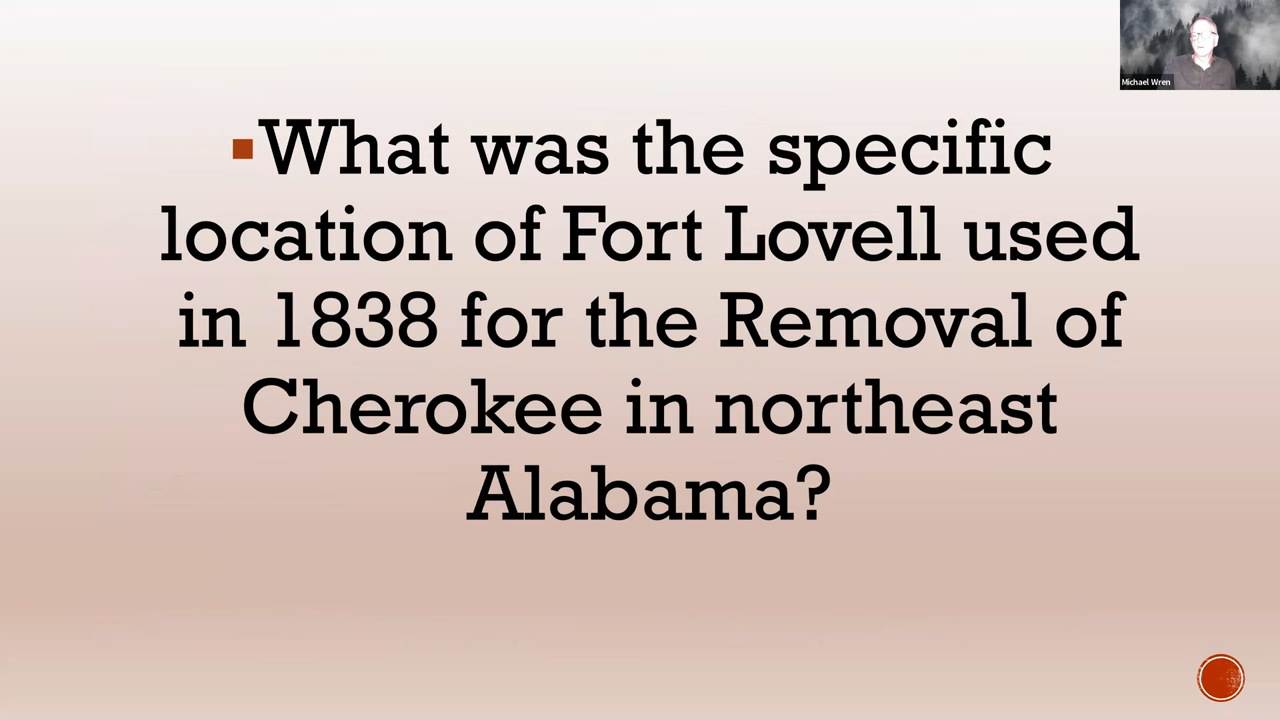 Michael Wren
▪What was the specific
location of Fort Lovell used
in 1838 for the Removal of
Cherokee in northeast
Alabama?